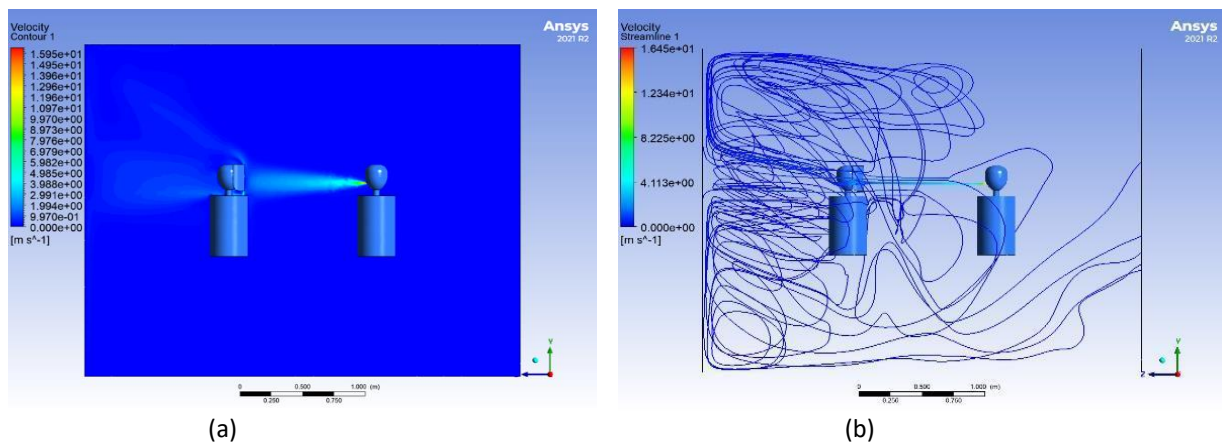 Velocity
Contour 1
1.595e+01
1.495e+01
1.396e+01
1.296e+01
1.196e+01
1.097e+01
9.970e+00
8.973e+00
7.976e+00
6.979e+00
5.982e+00
4.985e+00
3.988e+00
2.991e+00
1.994e+00
9.970e-01
0.000e+00
[m s^-1]
Ansys
2021 R2
Y
Z
0 0.500 1.000 (m)
0.250 0.750
(a)
Velocity
Streamline 1
1.645e+01
1.234e+01
8.225e+00
4.113e+00
0.000e+00
[m s^-1]
Ansys
2021 R2
Y
Z
0 0.500 1.000 (m)
0.250 0.750
(b)